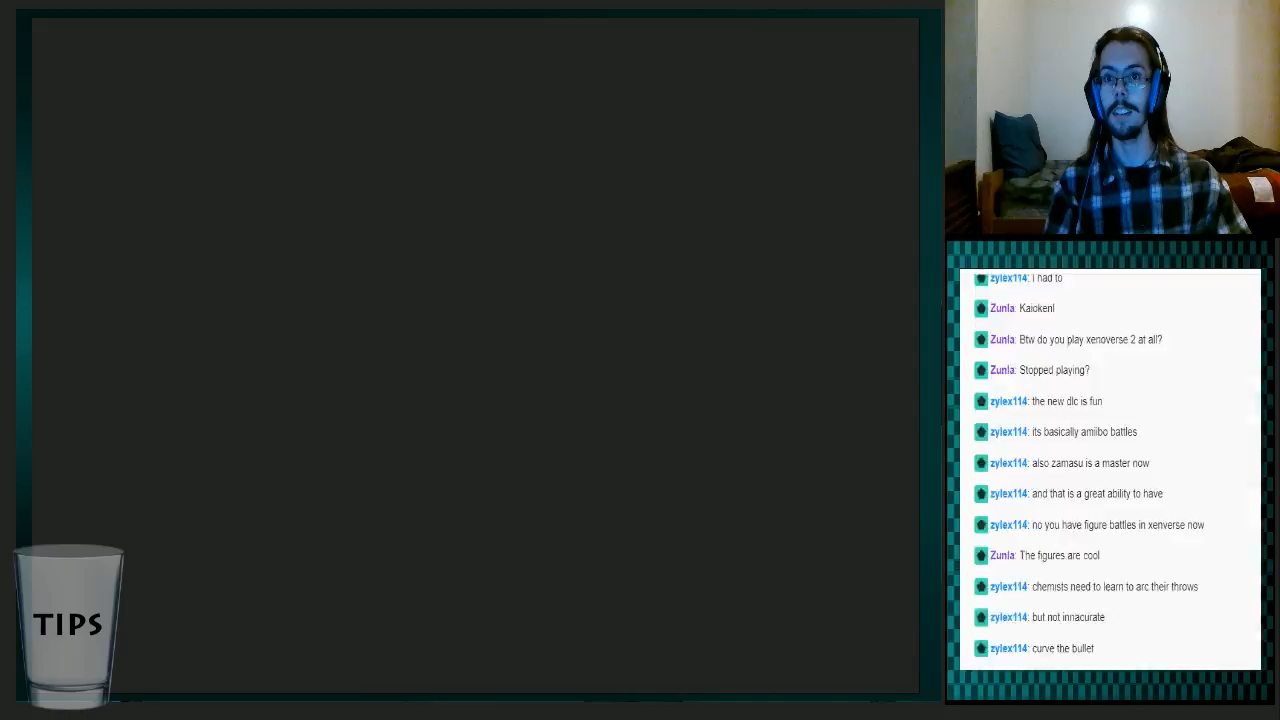 TIPS
zylex114: I had to
Zunla: Kaioken!
Zunla: Btw do you play xenoverse 2 at all?
Zunla: Stopped playing?
zylex114: the new dlc is fun
zylex114: its basically amiibo battles
zylex114: also zamasu is a master now
zylex114: and that is a great ability to have
zylex114: no you have figure battles in xenverse now
Zunla: The figures are cool
zylex114: chemists need to learn to arc their throws
zylex114: but not innacurate
zylex114: curve the bullet